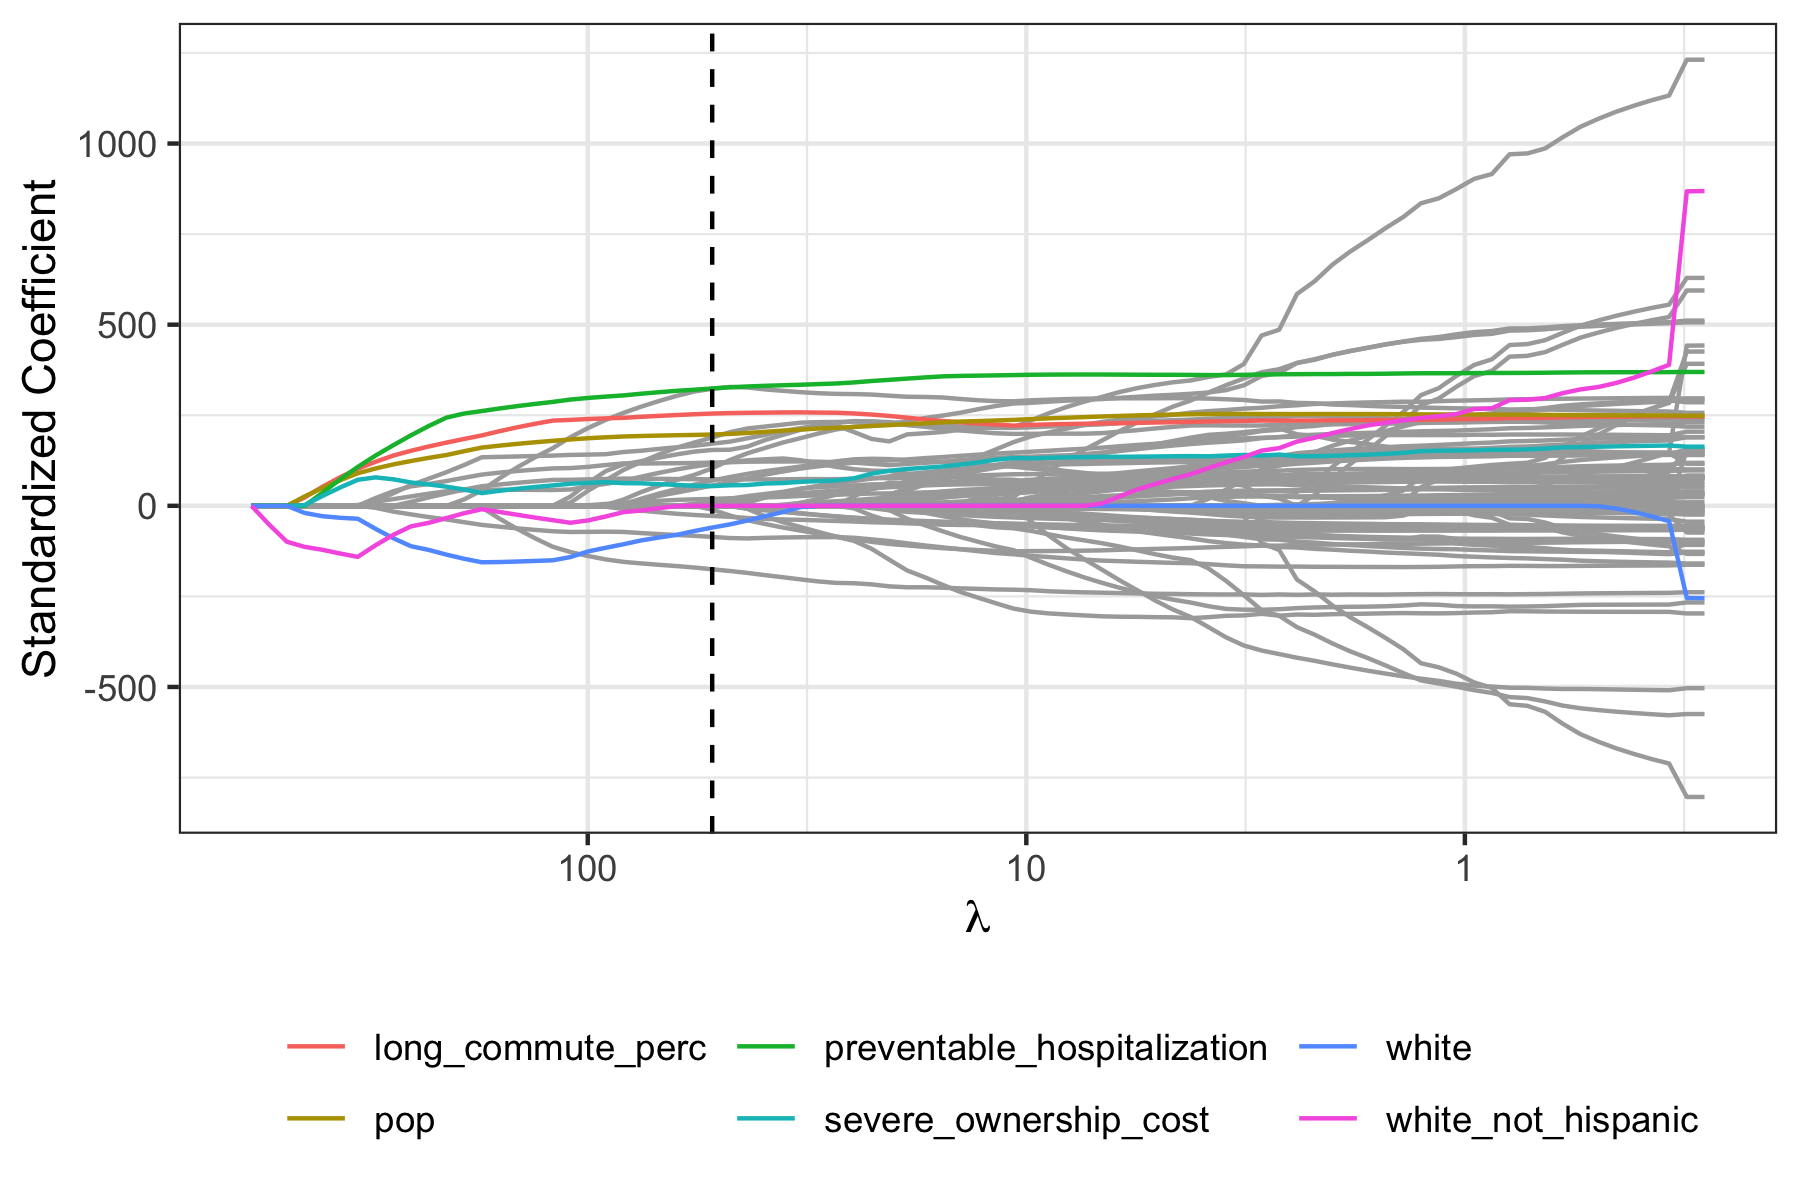 Standardized Coefficient
1000
500
0
-500
100
10
1
λ
long_commute_perc
preventable_hospitalization
white
pop
severe_ownership_cost
white_not_hispanic